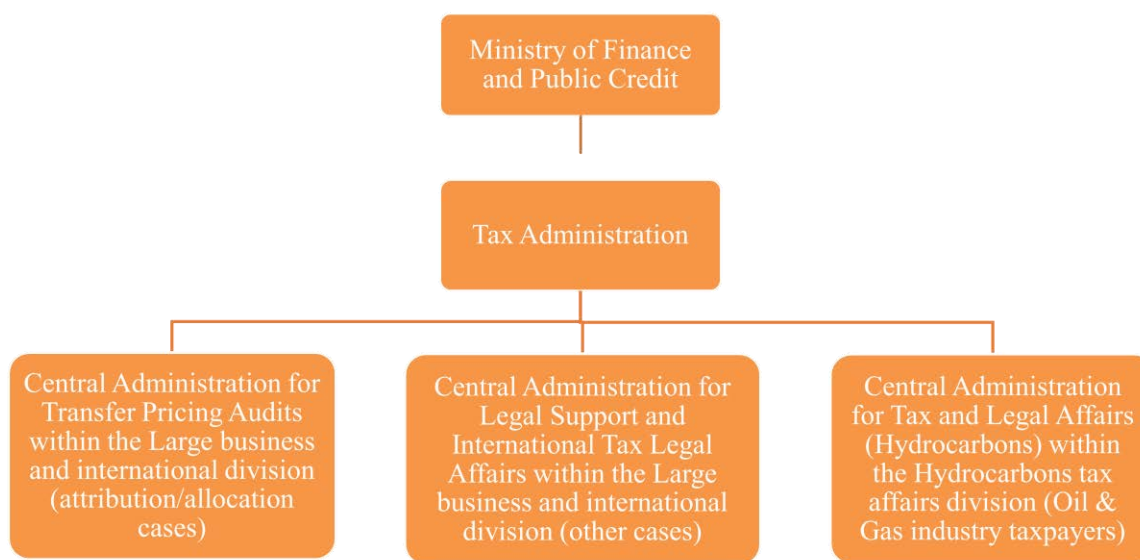 Ministry of Finance
and Public Credit
Tax Administration
Central Administration for
Transfer Pricing Audits
within the Large business
and international division
(attribution/allocation
cases)
Central Administration for
Legal Support and
International Tax Legal
Affairs within the Large
business and international
division (other cases)
Central Administration
for Tax and Legal Affairs
(Hydrocarbons) within
the Hydrocarbons tax
affairs division (Oil &
Gas industry taxpayers)